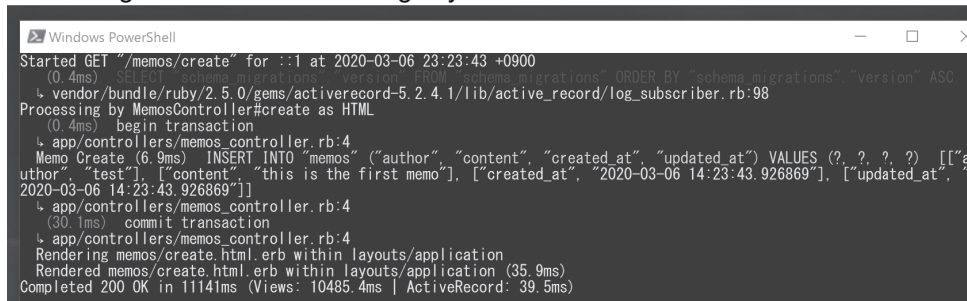 Windows PowerShell
Started GET "/memos/create" for ::1 at 2020-03-06 23:23:43 +0900
(0.4ms) SELECT "schema_migrations"."version" FROM "schema_migrations" ORDER BY "schema_migrations"."version" ASC
↳ vendor/bundle/ruby/2.5.0/gems/activerecord-5.2.4.1/lib/active_record/log_subscriber.rb:98
Processing by MemosController#create as HTML
(0.4ms) begin transaction
↳ app/controllers/memos_controller.rb:4
Memo Create (6.9ms) INSERT INTO "memos" ("author", "content", "created_at", "updated_at") VALUES (?, ?, ?, ?) [["a
uthor", "test"], ["content", "this is the first memo"], ["created_at", "2020-03-06 14:23:43.926869"], ["updated_at", "
2020-03-06 14:23:43.926869"]]
↳ app/controllers/memos_controller.rb:4
(30.1ms) commit transaction
↳ app/controllers/memos_controller.rb:4
Rendering memos/create.html.erb within layouts/application
Rendered memos/create.html.erb within layouts/application (35.9ms)
Completed 200 OK in 11141ms (Views: 10485.4ms | ActiveRecord: 39.5ms)